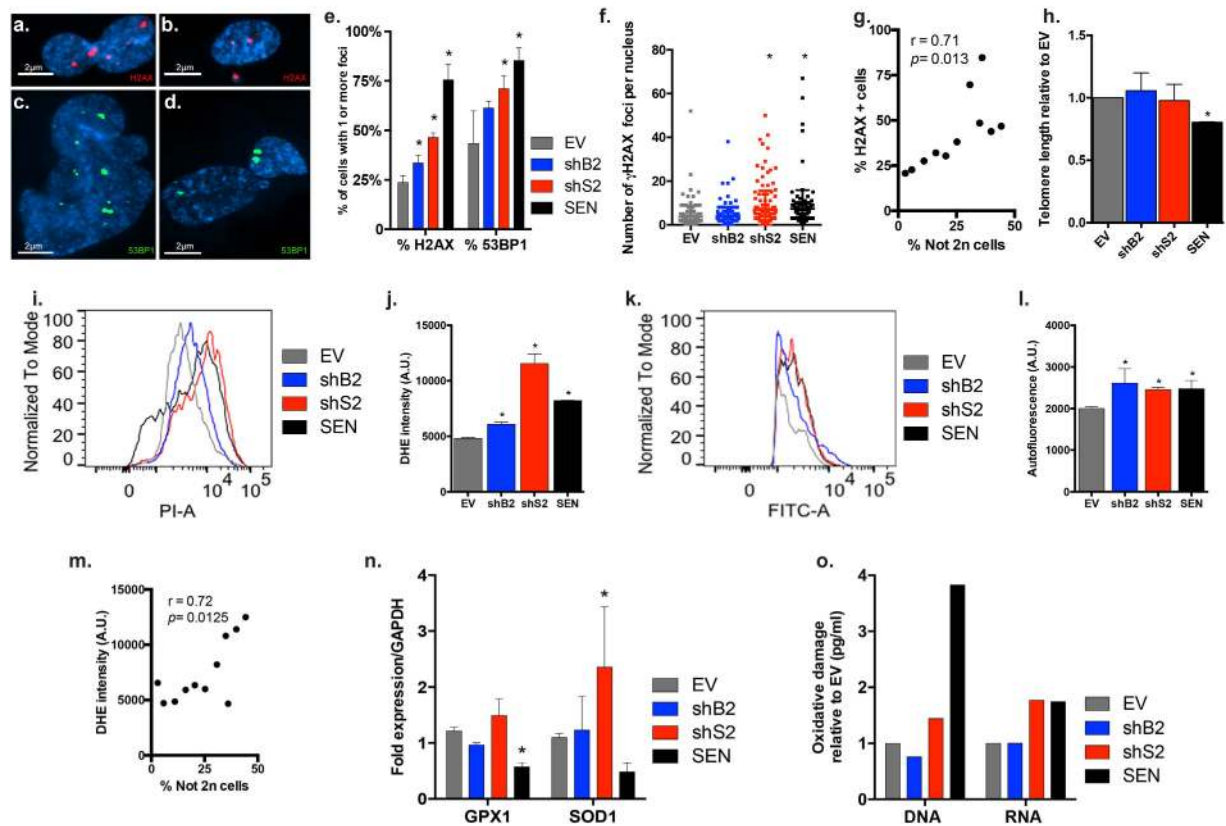 a.
2μm
H2AX
b.
2μm
H2AX
c.
2μm
53BP1
d.
2μm
53BP1
e.
% of cells with 1 or more foci
100%
75%
50%
25%
* * * * *
% H2AX % 53BP1
EV
shB2
shS2
SEN
f.
Number of γH2AX foci per nucleus
80
60
40
20
0
* *
EV shB2 shS2 SEN
g.
% H2AX + cells
100
75
50
25
0
r = 0.71
p= 0.013
0 25 50
% Not 2n cells
h.
Telomere length relative to EV
1.5
1.0
0.5
0.0
*
EV shB2 shS2 SEN
i.
Normalized To Mode
100
80
60
40
20
0
0 10⁴ 10⁵
PI-A
EV
shB2
shS2
SEN
j.
DHE intensity (A.U.)
15000
10000
5000
0
* * *
EV shB2 shS2 SEN
k.
Normalized To Mode
100
80
60
40
20
0
0 10⁴ 10⁵
FITC-A
EV
shB2
shS2
SEN
l.
Autofluorescence (A.U.)
4000
3000
2000
1000
0
* * *
EV shB2 shS2 SEN
m.
DHE intensity (A.U.)
15000
10000
5000
0
r = 0.72
p= 0.0125
0 25 50
% Not 2n cells
n.
Fold expression/GAPDH
4
3
2
1
0
* *
GPX1 SOD1
EV
shB2
shS2
SEN
o.
Oxidative damage
relative to EV (pg/ml)
4
3
2
1
0
DNA RNA
EV
shB2
shS2
SEN